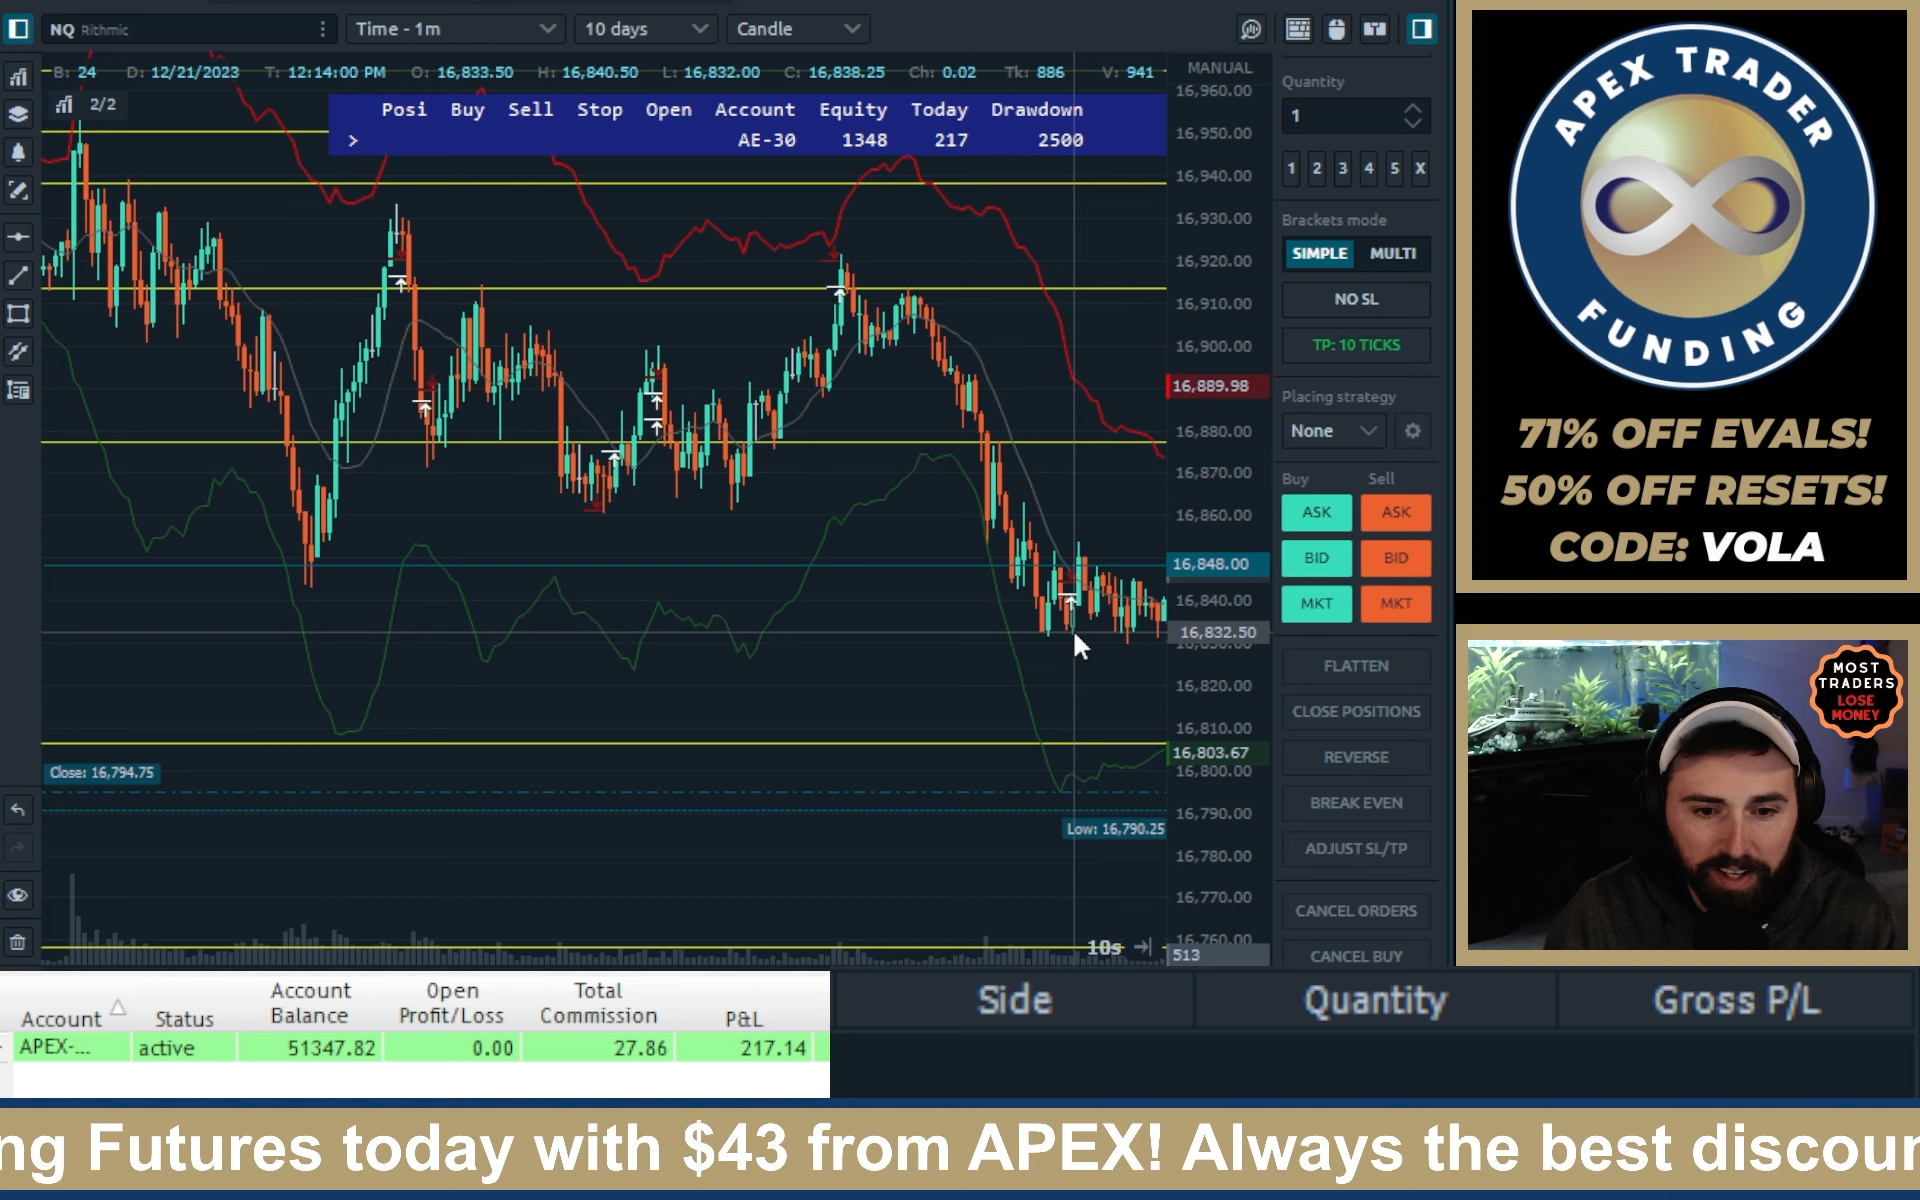 NQ Rithmic
Time - 1m
10 days
Candle
B: 24 D: 12/21/2023 T: 12:14:00 PM O: 16,833.50 H: 16,840.50 L: 16,832.00 C: 16,838.25 Ch: 0.02 Tk: 886 V: 941
2/2
Posi Buy Sell Stop Open Account Equity Today Drawdown
> AE-30 1348 217 2500
MANUAL
16,960.00
16,950.00
16,940.00
16,930.00
16,920.00
16,910.00
16,900.00
16,889.98
16,880.00
16,870.00
16,860.00
16,848.00
16,840.00
16,832.50
16,820.00
16,810.00
16,803.67
16,800.00
16,790.00
16,780.00
16,770.00
16,760.00
513
Close: 16,794.75
Low: 16,790.25
10s
Quantity
1
1 2 3 4 5 X
Brackets mode
SIMPLE MULTI
NO SL
TP: 10 TICKS
Placing strategy
None
Buy Sell
ASK ASK
BID BID
MKT MKT
FLATTEN
CLOSE POSITIONS
REVERSE
BREAK EVEN
ADJUST SL/TP
CANCEL ORDERS
CANCEL BUY
APEX TRADER
FUNDING
71% OFF EVALS!
50% OFF RESETS!
CODE: VOLA
MOST
TRADERS
LOSE
MONEY
Account Status Account Balance Open Profit/Loss Total Commission P&L
APEX-... active 51347.82 0.00 27.86 217.14
Side Quantity Gross P/L
ng Futures today with $43 from APEX! Always the best discoun